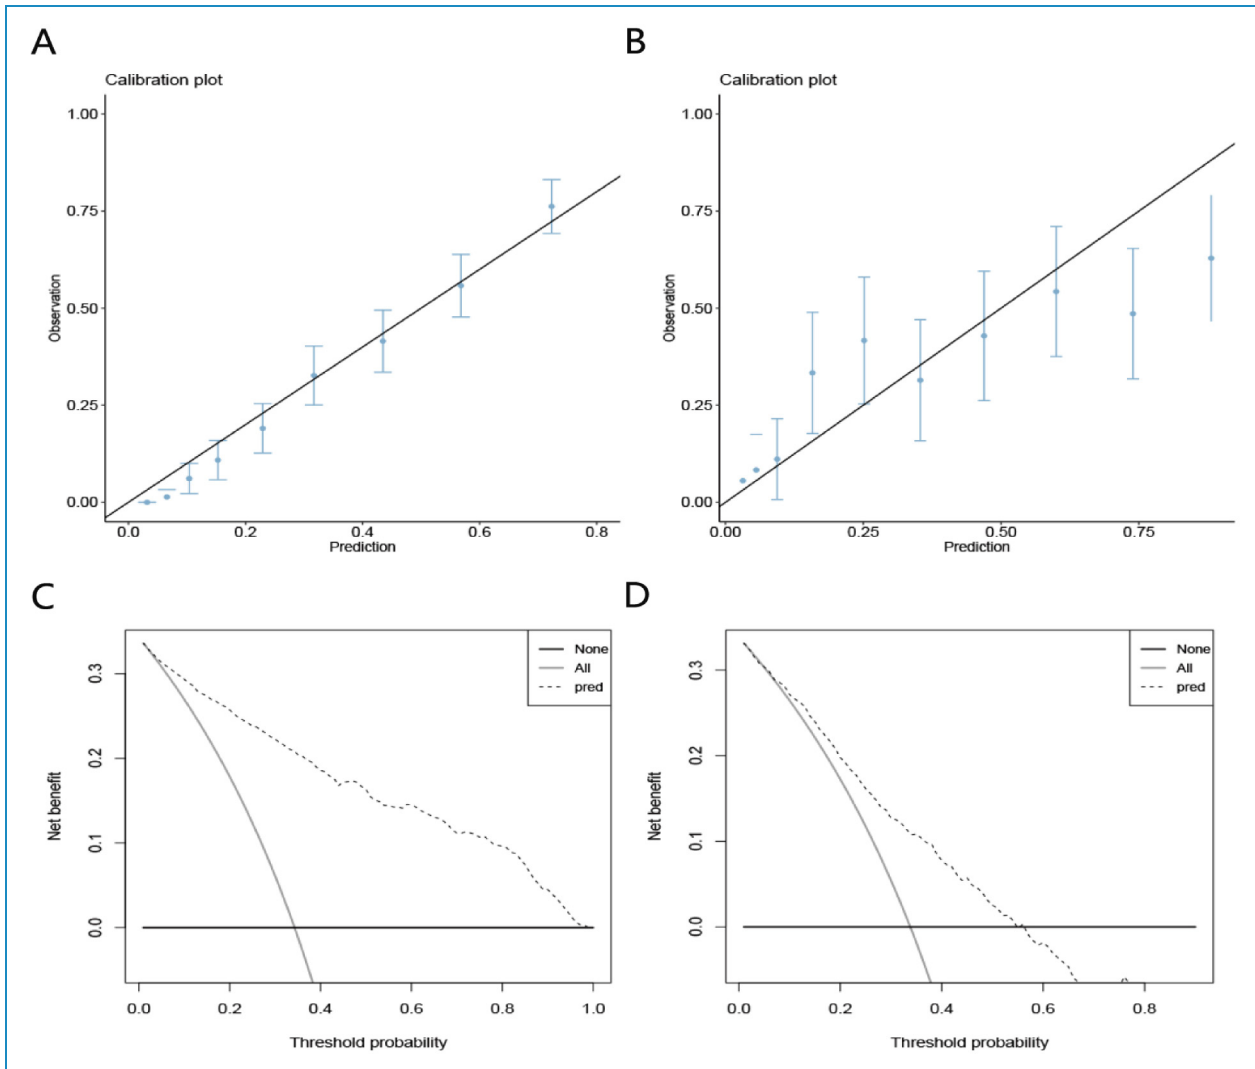 A
Calibration plot
1.00
0.75
0.50
0.25
0.00
Observation
0.0 0.2 0.4 0.6 0.8
Prediction
B
Calibration plot
1.00
0.75
0.50
0.25
0.00
Observation
0.00 0.25 0.50 0.75
Prediction
C
None
All
pred
0.3
0.2
0.1
0.0
Net benefit
0.0 0.2 0.4 0.6 0.8 1.0
Threshold probability
D
None
All
pred
0.3
0.2
0.1
0.0
Net benefit
0.0 0.2 0.4 0.6 0.8
Threshold probability